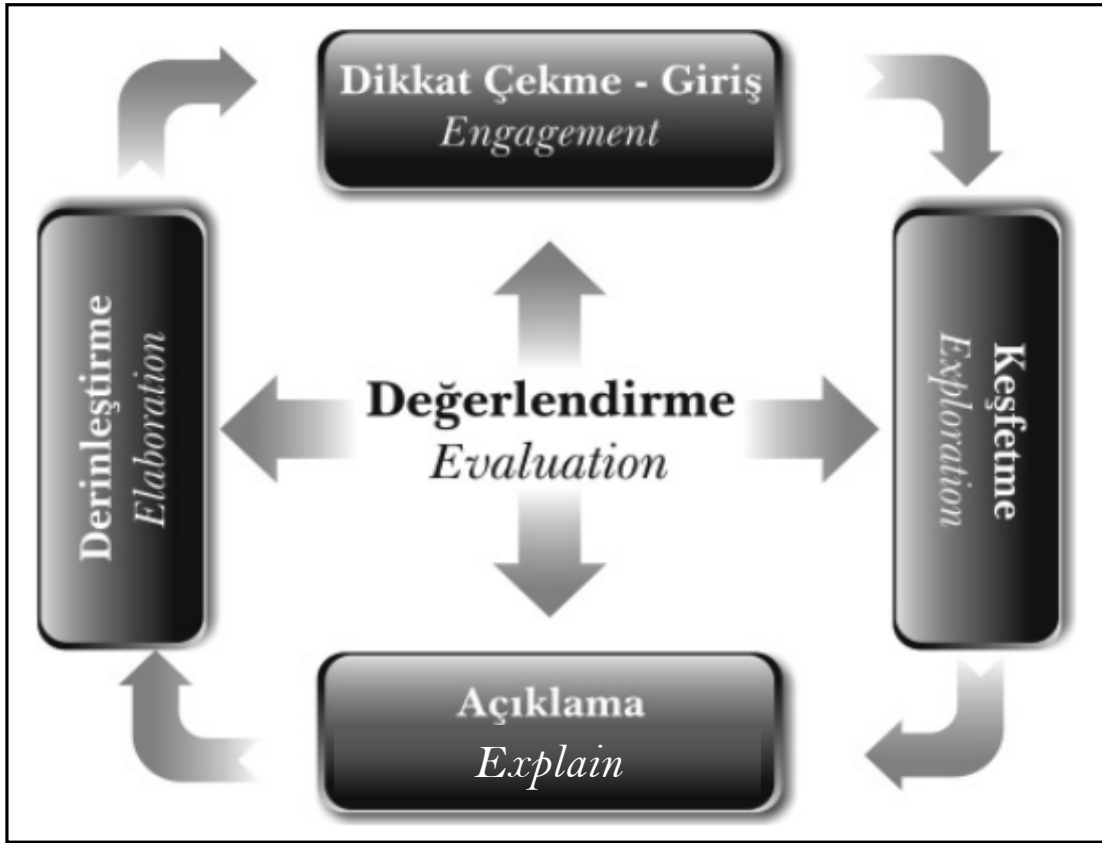 Dikkat Çekme - Giriş
Engagement
Keşfetme
Exploration
Değerlendirme
Evaluation
Derinleştirme
Elaboration
Açıklama
Explain